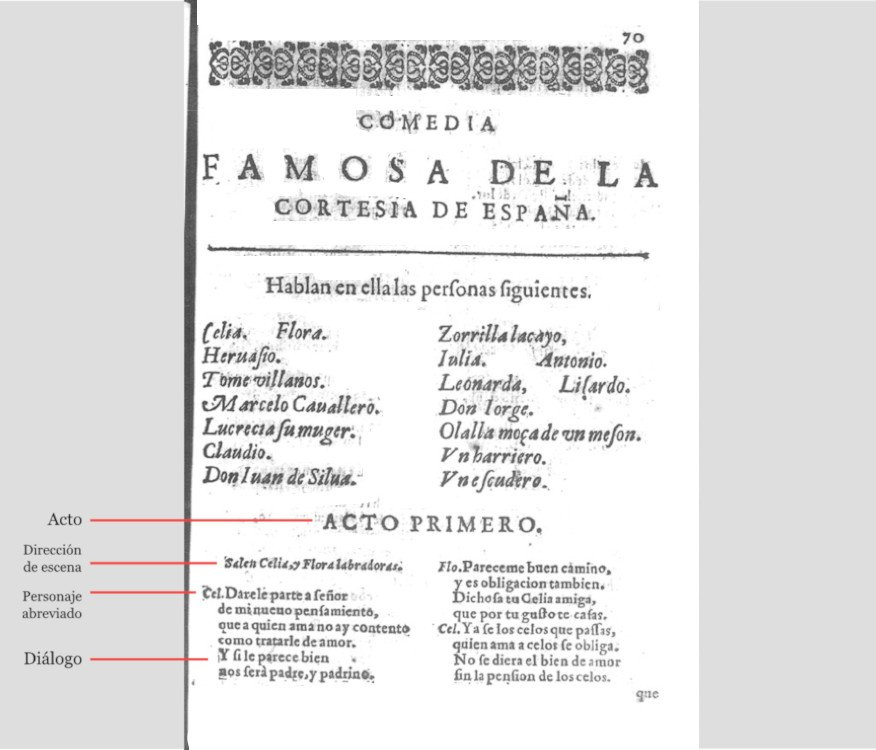 70
COMEDIA
FAMOSA DE LA
CORTESIA DE ESPAÑA.
Hablan en ella las perſonas ſiguientes.
Celia. Flora.
Heruaſio.
Tome villanos.
Marcelo Cauallero.
Lucrecia ſu muger.
Claudio.
Don Iuan de Silua.
Zorrilla lacayo,
Iulia. Antonio.
Leonarda, Liſardo.
Don Iorge.
Olalla moça de vn meſon.
Vn harriero.
Vn eſcudero.
Acto
ACTO PRIMERO.
Dirección
de escena
Personaje
abreviado
Diálogo
Salen Celia, y Flora labradoras.
Cel. Darele parte a ſeñor
de mi nueuo penſamiento,
que a quien ama no ay contento
como tratarle de amor.
Y ſi le parece bien
nos ſerà padre, y padrino.
Flo. Pareceme buen camino,
y es obligacion tambien.
Dichoſa tu Celia amiga,
que por tu guſto te caſas.
Cel. Ya ſe los celos que paſſas,
quien ama a celos ſe obliga.
No ſe diera el bien de amor
ſin la penſion de los celos.
que